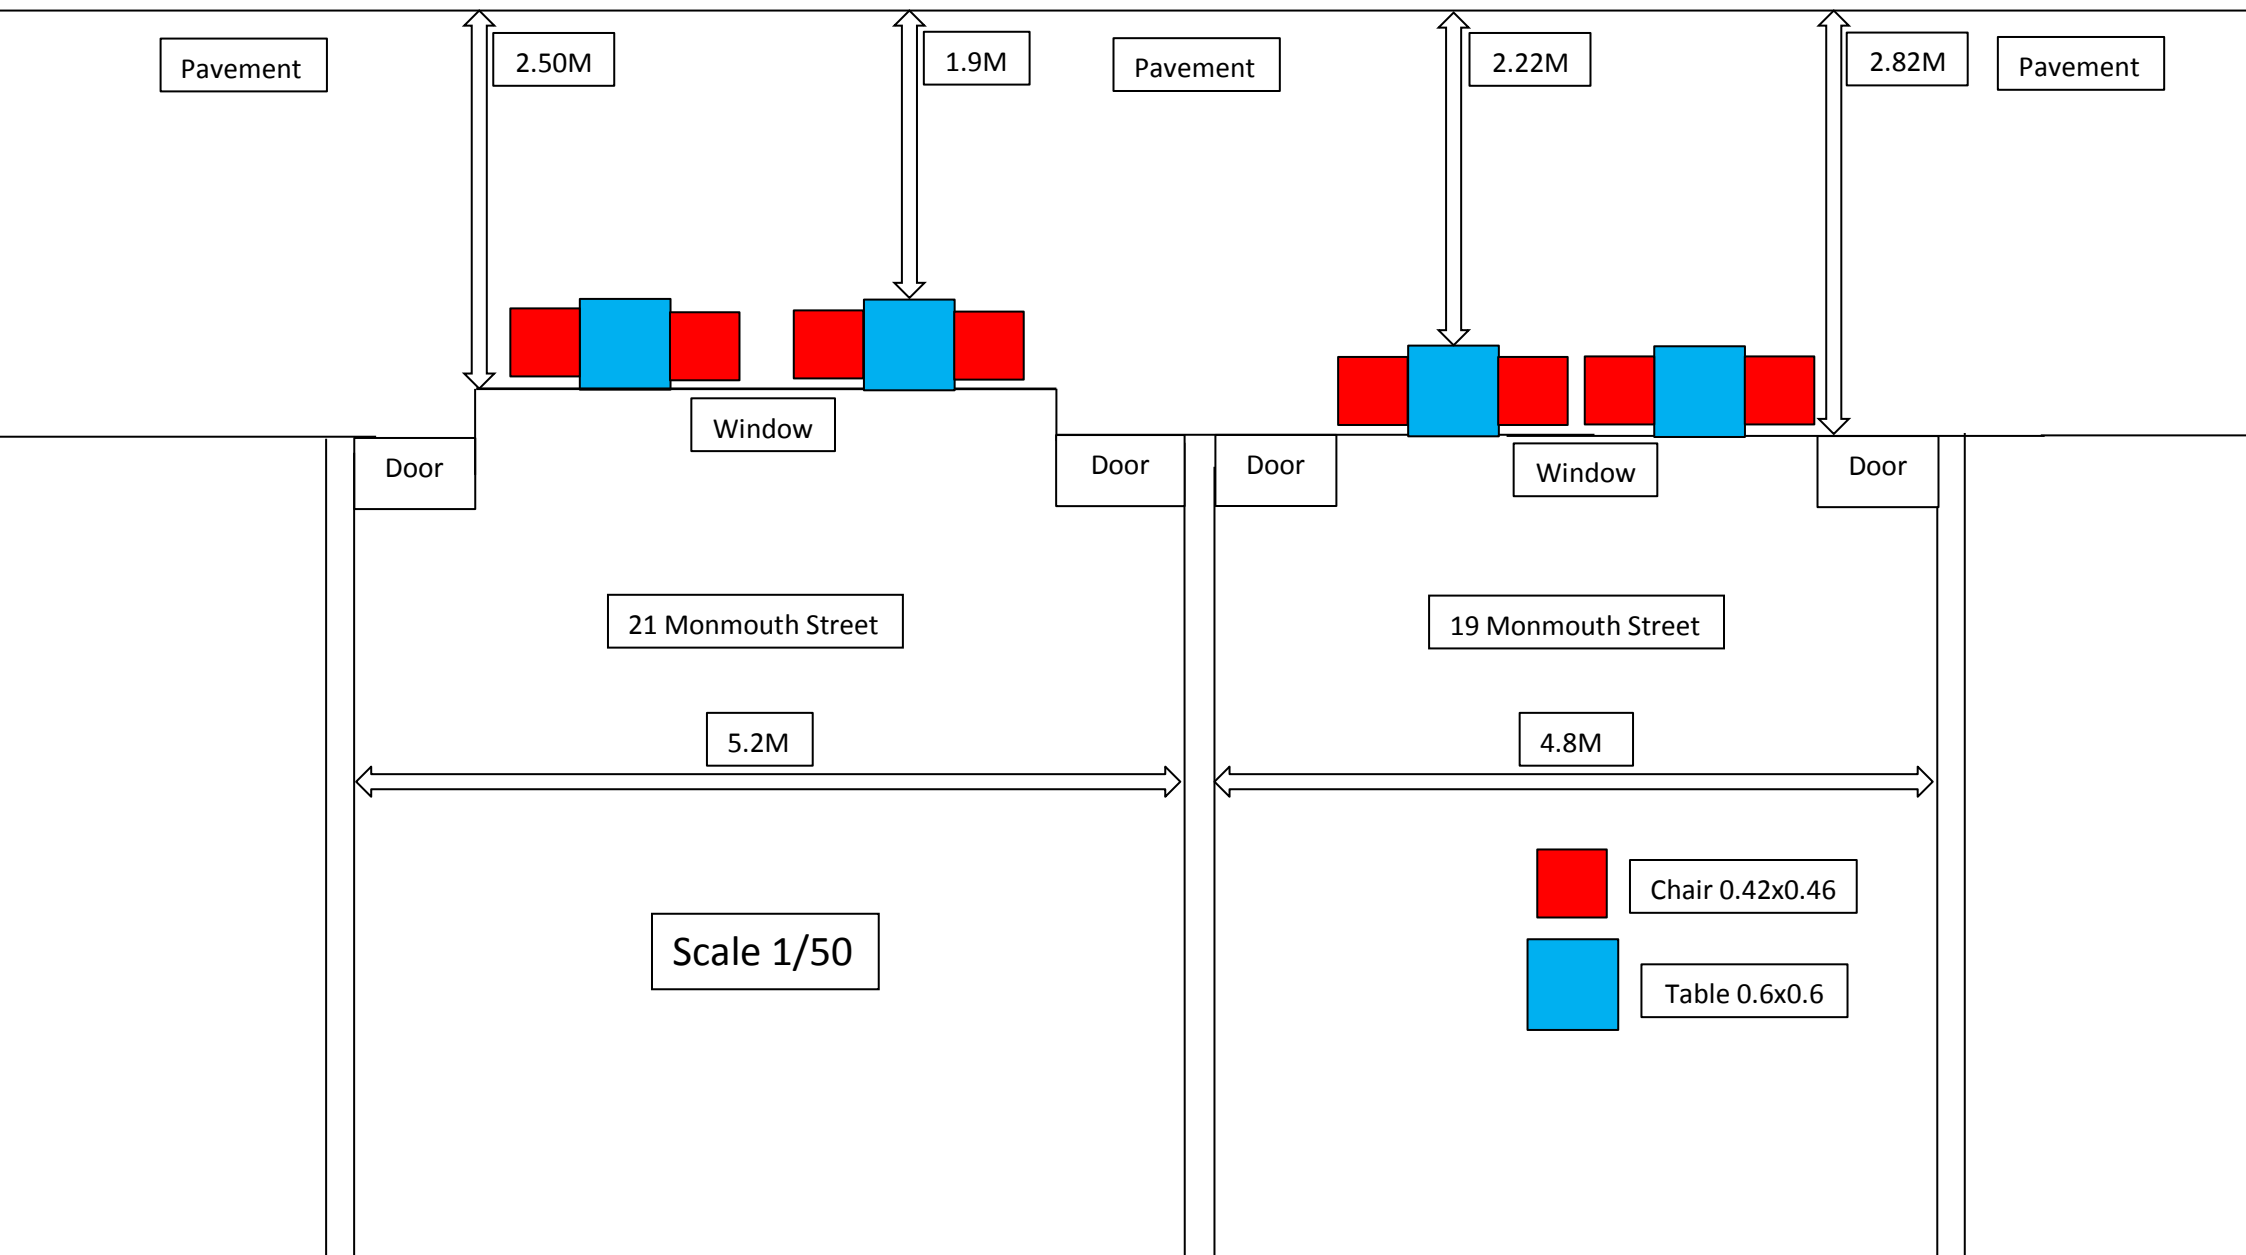 Pavement
2.50M
1.9M
Pavement
2.22M
2.82M
Pavement
Window
Door
Door
Door
Window
Door
21 Monmouth Street
19 Monmouth Street
5.2M
4.8M
Chair 0.42x0.46
Scale 1/50
Table 0.6x0.6